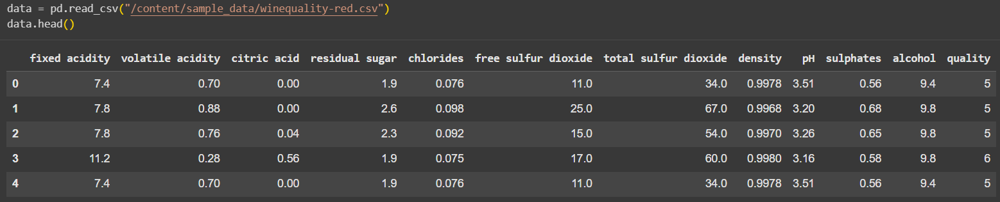 data = pd.read_csv("/content/sample_data/winequality-red.csv")
data.head()
fixed acidity volatile acidity citric acid residual sugar chlorides free sulfur dioxide total sulfur dioxide density pH sulphates alcohol quality
0 7.4 0.70 0.00 1.9 0.076 11.0 34.0 0.9978 3.51 0.56 9.4 5
1 7.8 0.88 0.00 2.6 0.098 25.0 67.0 0.9968 3.20 0.68 9.8 5
2 7.8 0.76 0.04 2.3 0.092 15.0 54.0 0.9970 3.26 0.65 9.8 5
3 11.2 0.28 0.56 1.9 0.075 17.0 60.0 0.9980 3.16 0.58 9.8 6
4 7.4 0.70 0.00 1.9 0.076 11.0 34.0 0.9978 3.51 0.56 9.4 5